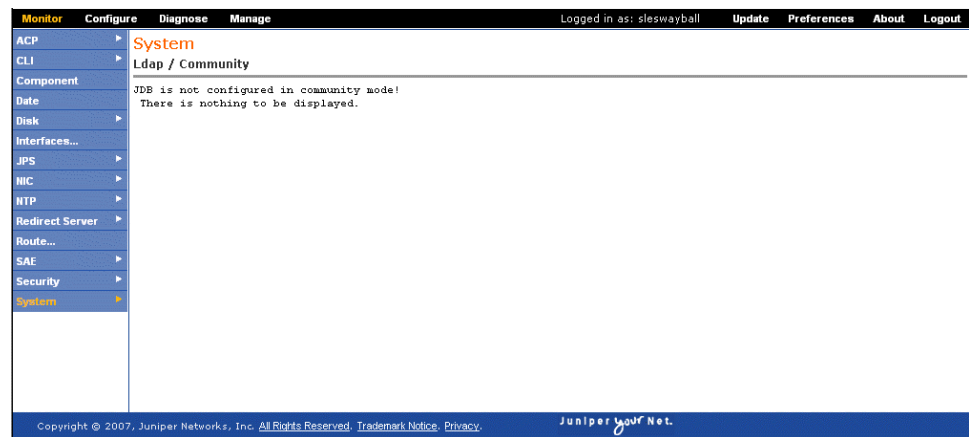 Monitor Configure Diagnose Manage Logged in as: sleswayball Update Preferences About Logout
ACP
CLI
Component
Date
Disk
Interfaces...
JPS
NIC
NTP
Redirect Server
Route...
SAE
Security
System
System
Ldap / Community
JDB is not configured in community mode!
There is nothing to be displayed.
Copyright © 2007, Juniper Networks, Inc. All Rights Reserved. Trademark Notice. Privacy.
Juniper your Net.